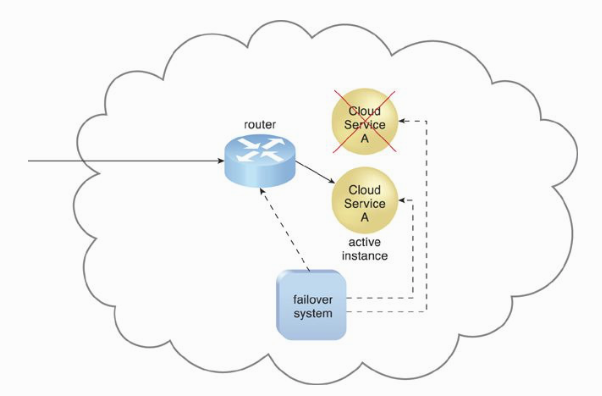 router
Cloud
Service
A
Cloud
Service
A
active
instance
failover
system